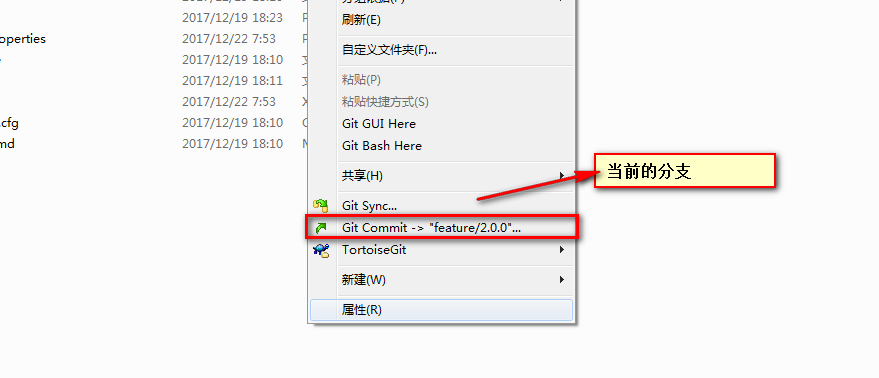 2017/12/19 18:23
刷新(E)
operties
2017/12/22 7:53
自定义文件夹(F)...
2017/12/19 18:10
2017/12/19 18:11
粘贴(P)
2017/12/22 7:53
粘贴快捷方式(S)
.cfg
2017/12/19 18:10
Git GUI Here
md
2017/12/19 18:10
Git Bash Here
共享(H)
当前的分支
Git Sync...
Git Commit -> "feature/2.0.0"...
TortoiseGit
新建(W)
属性(R)